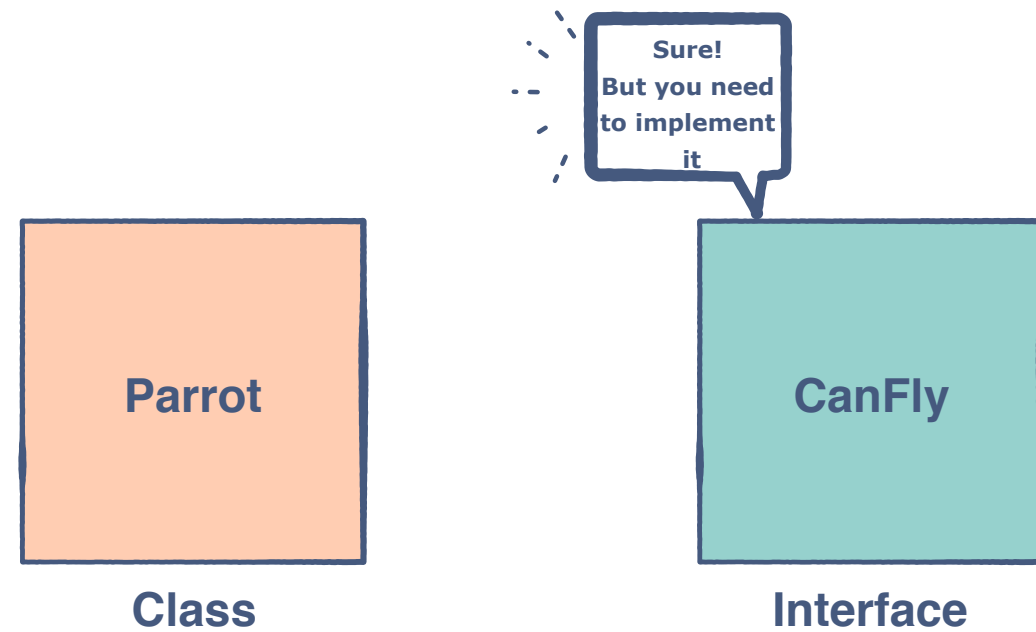 Sure!
But you need
to implement
it
Parrot
CanFly
Class
Interface